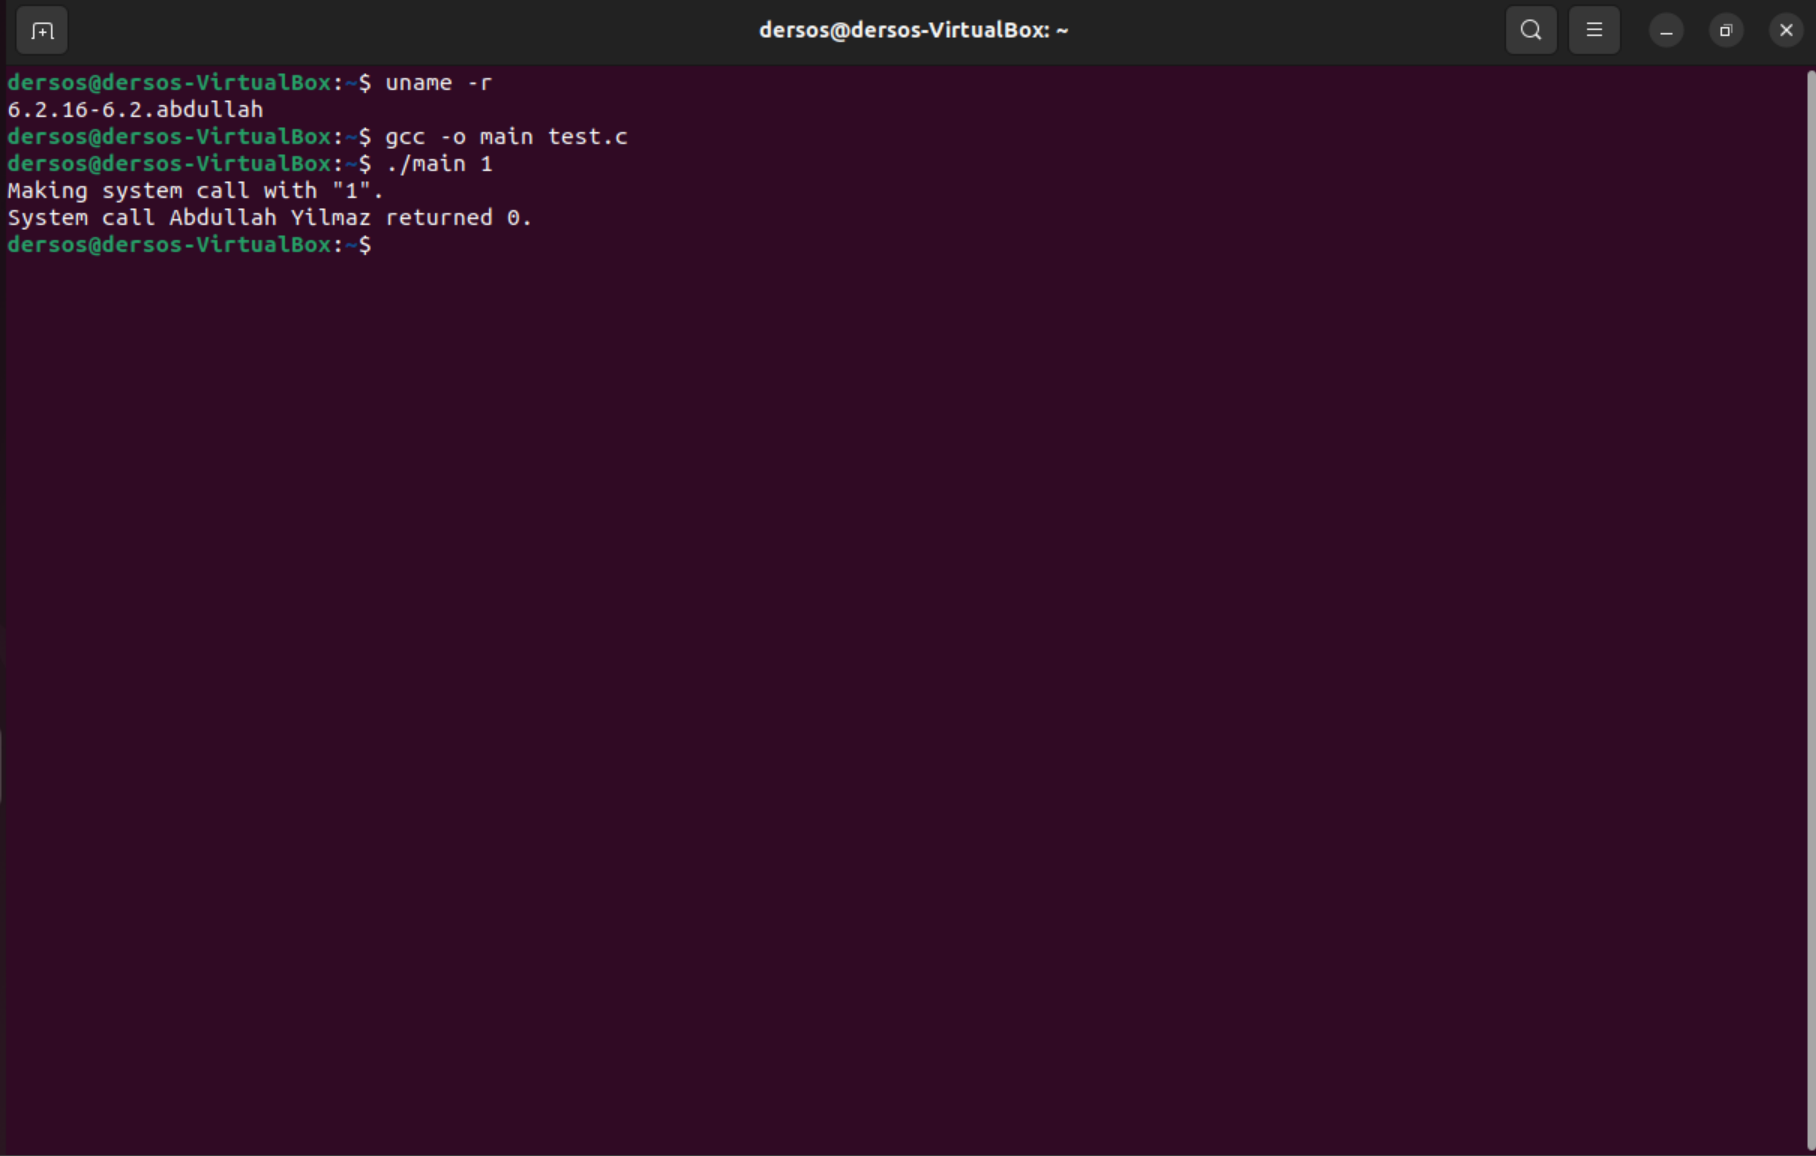 dersos@dersos-VirtualBox: ~
dersos@dersos-VirtualBox:~$ uname -r
6.2.16-6.2.abdullah
dersos@dersos-VirtualBox:~$ gcc -o main test.c
dersos@dersos-VirtualBox:~$ ./main 1
Making system call with "1".
System call Abdullah Yilmaz returned 0.
dersos@dersos-VirtualBox:~$